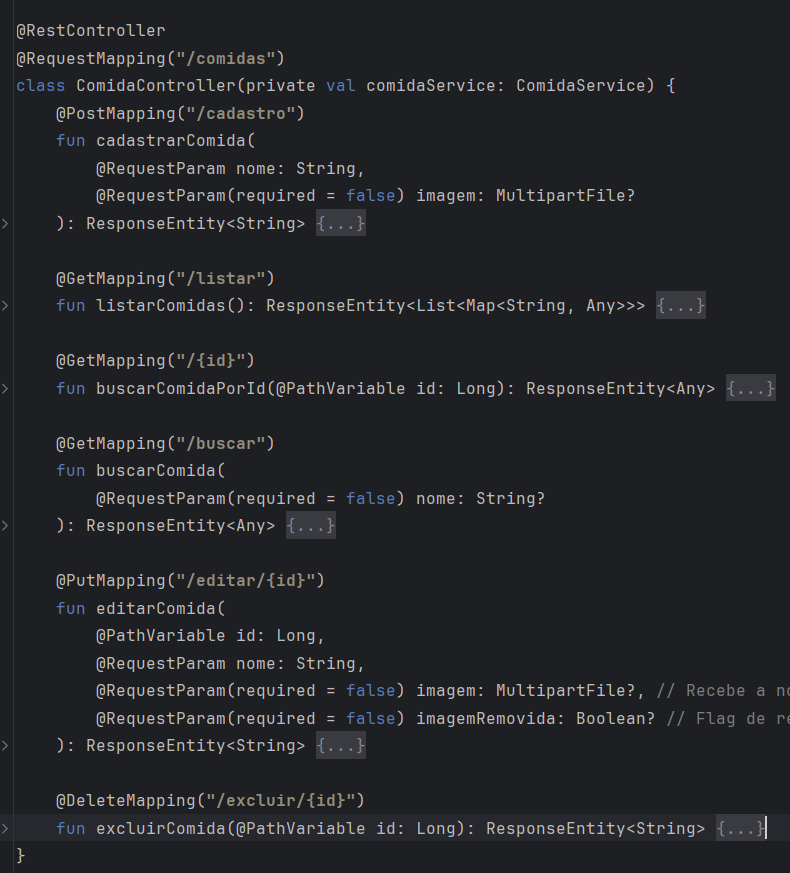 @RestController
@RequestMapping("/comidas")
class ComidaController(private val comidaService: ComidaService) {
    @PostMapping("/cadastro")
    fun cadastrarComida(
        @RequestParam nome: String,
        @RequestParam(required = false) imagem: MultipartFile?
    ): ResponseEntity<String> {...}
    @GetMapping("/listar")
    fun listarComidas(): ResponseEntity<List<Map<String, Any>>> {...}
    @GetMapping("/{id}")
    fun buscarComidaPorId(@PathVariable id: Long): ResponseEntity<Any> {...}
    @GetMapping("/buscar")
    fun buscarComida(
        @RequestParam(required = false) nome: String?
    ): ResponseEntity<Any> {...}
    @PutMapping("/editar/{id}")
    fun editarComida(
        @PathVariable id: Long,
        @RequestParam nome: String,
        @RequestParam(required = false) imagem: MultipartFile?, // Recebe a
        @RequestParam(required = false) imagemRemovida: Boolean? // Flag de
    ): ResponseEntity<String> {...}
    @DeleteMapping("/excluir/{id}")
    fun excluirComida(@PathVariable id: Long): ResponseEntity<String> {...}
}